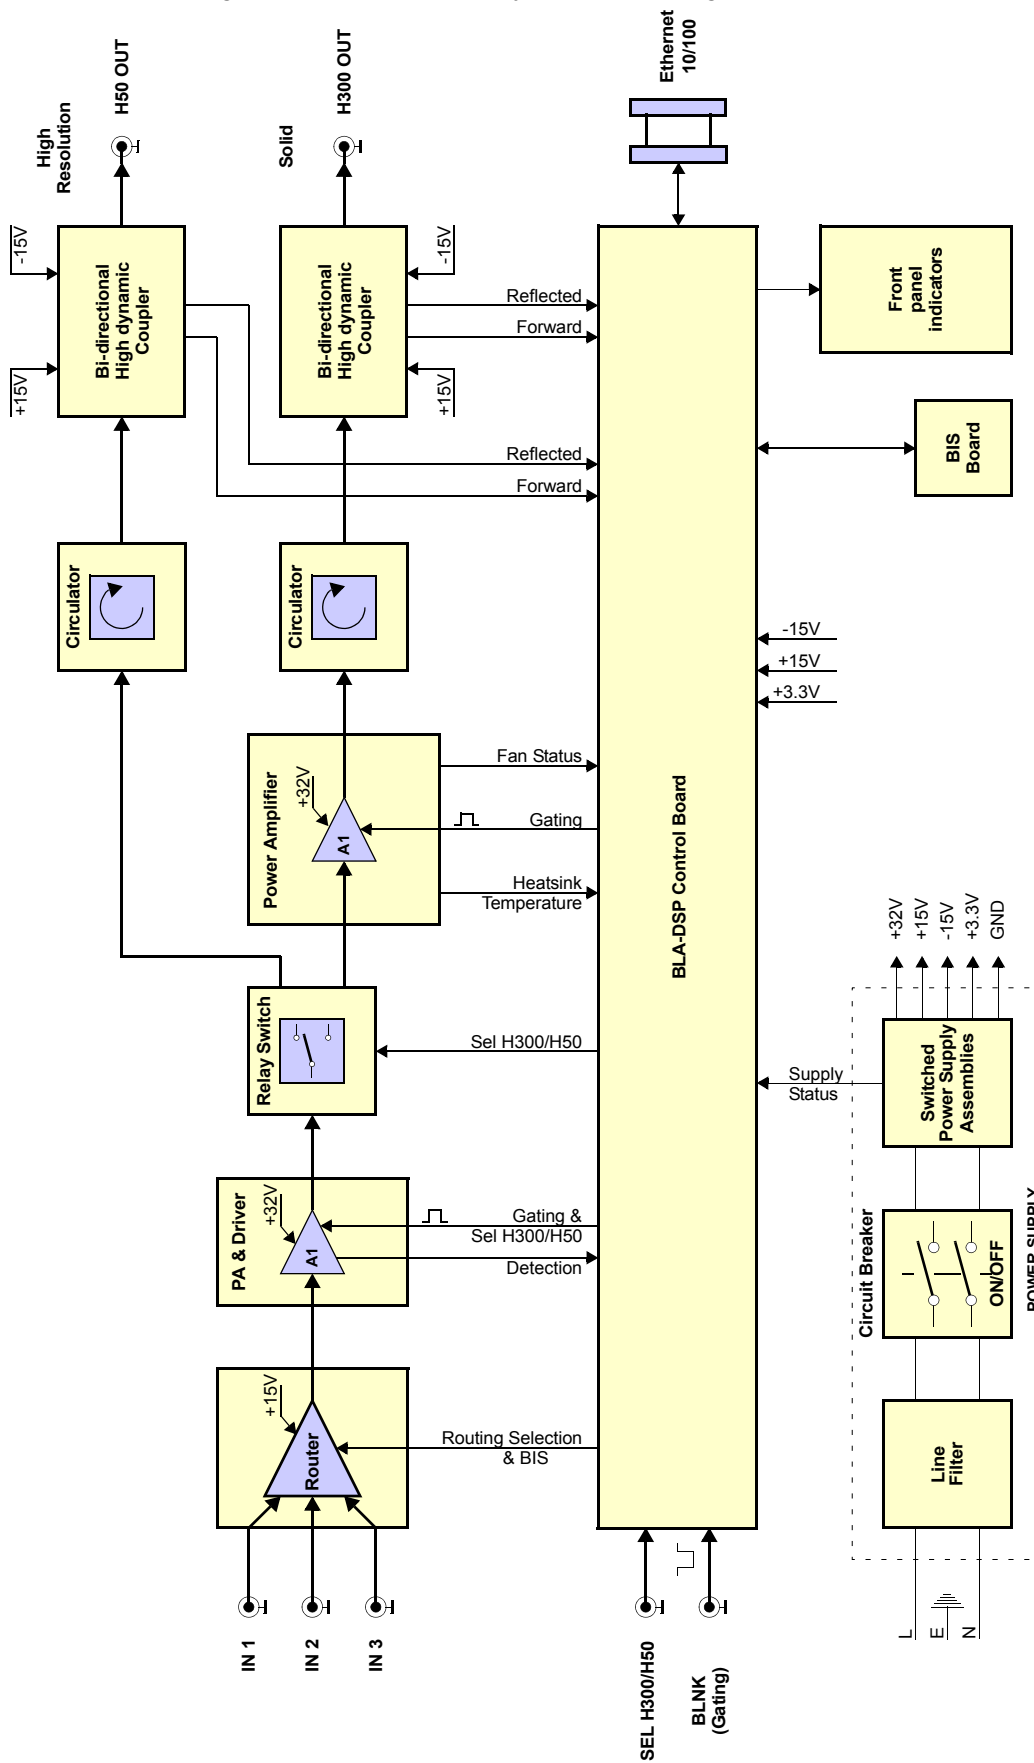 High
Resolution
H50 OUT
-15V
+15V
Bi-directional
High dynamic
Coupler
Circulator
Solid
H300 OUT
Bi-directional
High dynamic
Coupler
-15V
+15V
Circulator
Power Amplifier
+32V
A1
Relay Switch
PA & Driver
+32V
A1
+15V
Router
IN 1
IN 2
IN 3
Reflected
Forward
Reflected
Forward
Fan Status
Gating
Heatsink
Temperature
Sel H300/H50
Gating &
Sel H300/H50
Detection
Routing Selection
& BIS
Ethernet
10/100
BLA-DSP Control Board
SEL H300/H50
BLNK
(Gating)
-15V
+15V
+3.3V
Front
panel
indicators
BIS
Board
Supply
Status
+32V
+15V
-15V
+3.3V
GND
Switched
Power Supply
Assemblies
Circuit Breaker
ON/OFF
Line
Filter
L
E
N
POWER SUPPLY